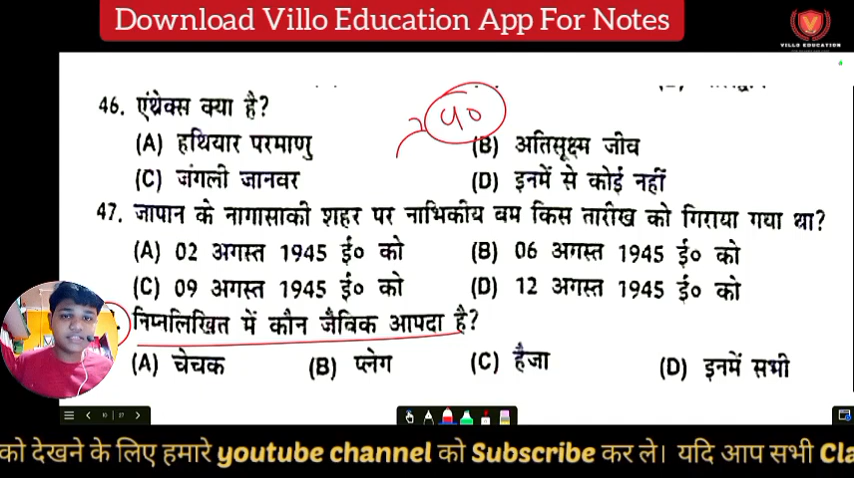 Download Villo Education App For Notes
VILLO EDUCATION
46. एंथ्रेक्स क्या है?
40
(A) हथियार परमाणु (B) अतिसूक्ष्म जीव
(C) जंगली जानवर (D) इनमें से कोई नहीं
47. जापान के नागासाकी शहर पर नाभिकीय बम किस तारीख को गिराया गया था?
(A) 02 अगस्त 1945 ई० को (B) 06 अगस्त 1945 ई० को
(C) 09 अगस्त 1945 ई० को (D) 12 अगस्त 1945 ई० को
निप्नलिखित में कौन जैविक आपदा है?
(A) चेचक (B) प्लेग (C) हैजा (D) इनमें सभी
को देखने के लिए हमारे youtube channel को Subscribe कर ले। यदि आप सभी Cla